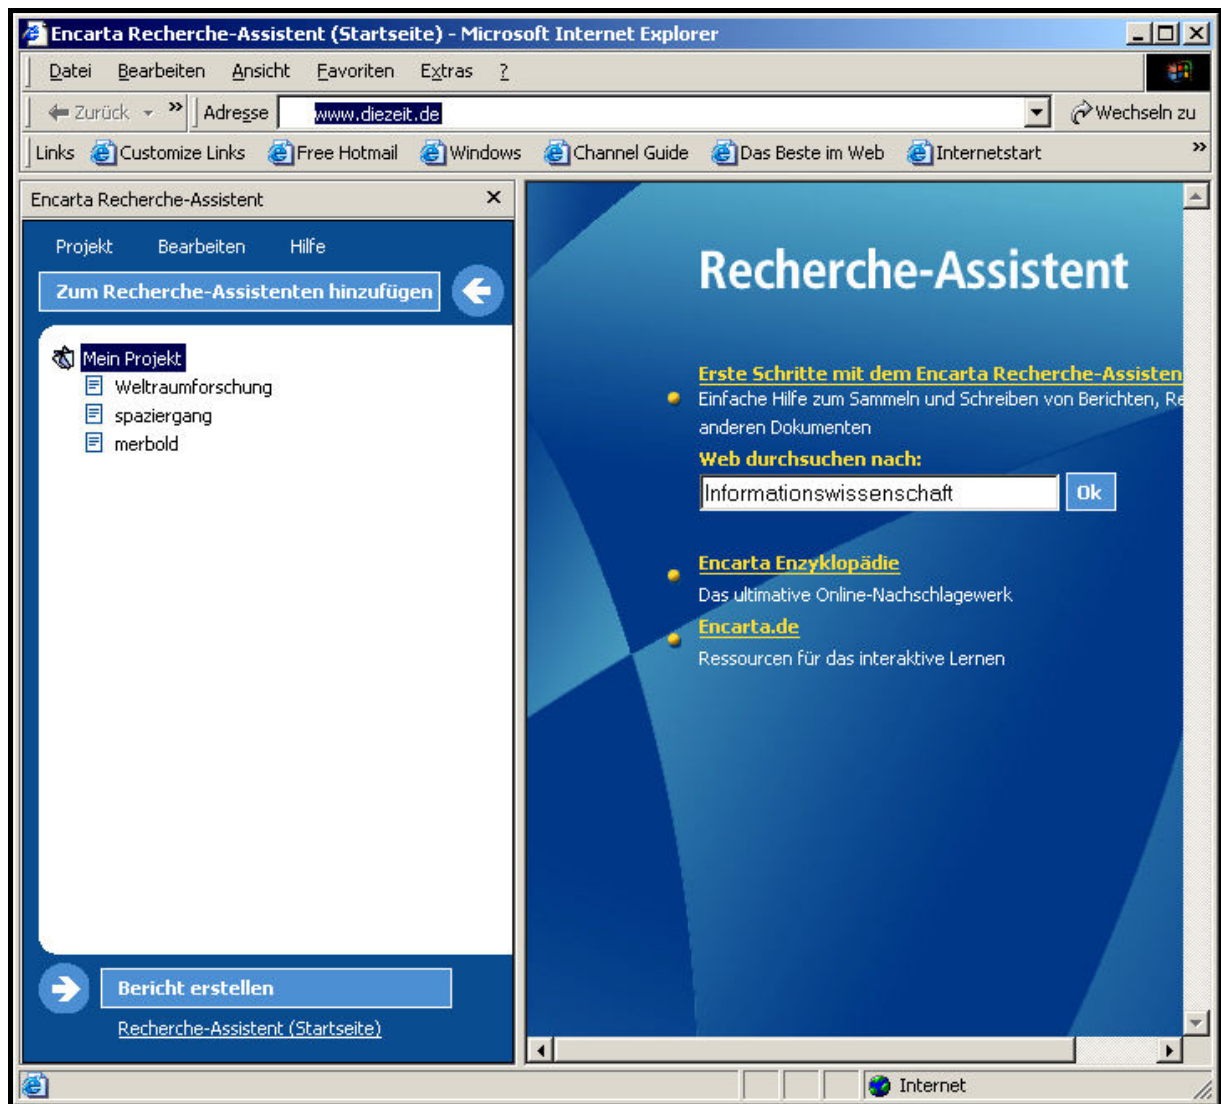 Encarta Recherche-Assistent (Startseite) - Microsoft Internet Explorer
Datei Bearbeiten Ansicht Favoriten Extras ?
Zurück » Adresse www.diezeit.de Wechseln zu
Links Customize Links Free Hotmail Windows Channel Guide Das Beste im Web Internetstart »
Encarta Recherche-Assistent
Projekt Bearbeiten Hilfe
Zum Recherche-Assistenten hinzufügen
Mein Projekt
Weltraumforschung
spaziergang
merbold
Bericht erstellen
Recherche-Assistent (Startseite)
Recherche-Assistent
Erste Schritte mit dem Encarta Recherche-Assisten
Einfache Hilfe zum Sammeln und Schreiben von Berichten, Re
anderen Dokumenten
Web durchsuchen nach:
Informationswissenschaft Ok
Encarta Enzyklopädie
Das ultimative Online-Nachschlagewerk
Encarta.de
Ressourcen für das interaktive Lernen
Internet